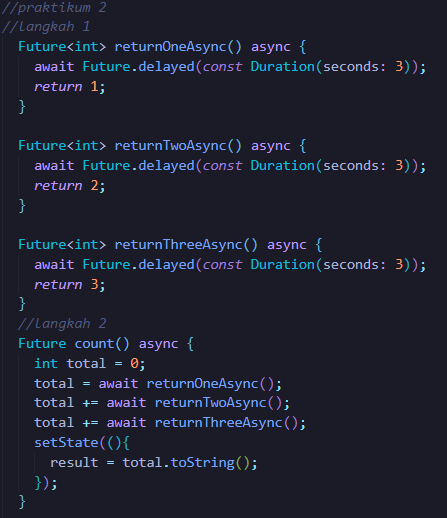 //praktikum 2
//langkah 1
Future<int> returnOneAsync() async {
await Future.delayed(const Duration(seconds: 3));
return 1;
}
Future<int> returnTwoAsync() async {
await Future.delayed(const Duration(seconds: 3));
return 2;
}
Future<int> returnThreeAsync() async {
await Future.delayed(const Duration(seconds: 3));
return 3;
}
//langkah 2
Future count() async {
int total = 0;
total = await returnOneAsync();
total += await returnTwoAsync();
total += await returnThreeAsync();
setState((){
result = total.toString();
});
}